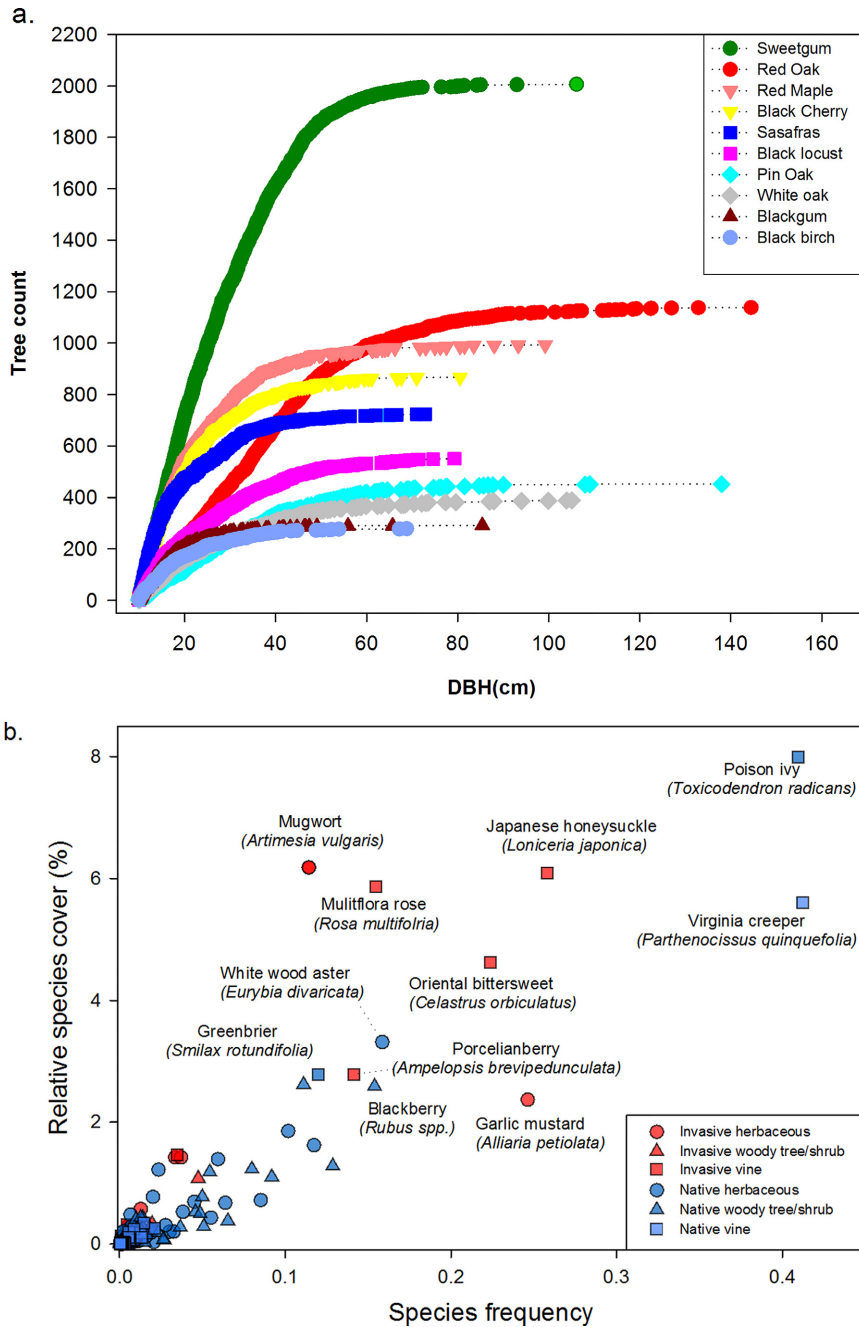 a.
2200
2000
1800
1600
1400
1200
1000
800
600
400
200
0
Tree count
20
40
60
80
100
120
140
160
DBH(cm)
Sweetgum
Red Oak
Red Maple
Black Cherry
Sasafras
Black locust
Pin Oak
White oak
Blackgum
Black birch
b.
8
6
4
2
0
Relative species cover (%)
0.0
0.1
0.2
0.3
0.4
Species frequency
Poison ivy
(Toxicodendron radicans)
Mugwort
(Artimesia vulgaris)
Japanese honeysuckle
(Loniceria japonica)
Mulitflora rose
(Rosa multifolria)
Virginia creeper
(Parthenocissus quinquefolia)
White wood aster
(Eurybia divaricata)
Oriental bittersweet
(Celastrus orbiculatus)
Greenbrier
(Smilax rotundifolia)
Porcelianberry
(Ampelopsis brevipedunculata)
Blackberry
(Rubus spp.)
Garlic mustard
(Alliaria petiolata)
Invasive herbaceous
Invasive woody tree/shrub
Invasive vine
Native herbaceous
Native woody tree/shrub
Native vine